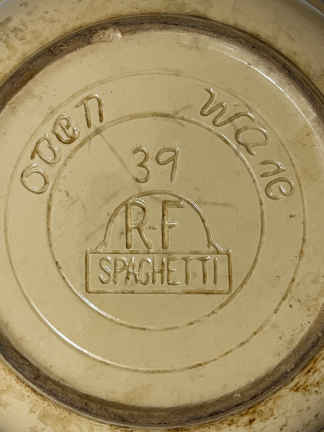 oven ware
39
R-F
SPAGHETTI